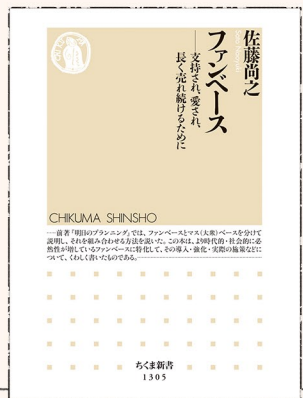 佐藤尚之
ファンベース
――支持され、愛され、
長く売れ続けるために
CHIKUMA SHINSHO
――前著『明日のプランニング』では、ファンベースとマス(大衆)ベースを分けて
説明し、それを組み合わせる方法を説いた。この本は、より時代的・社会的に必
然性が増しているファンベースに特化して、その導入・強化・実際の施策などに
ついて、くわしく書いたものである。――
ちくま新書
1305